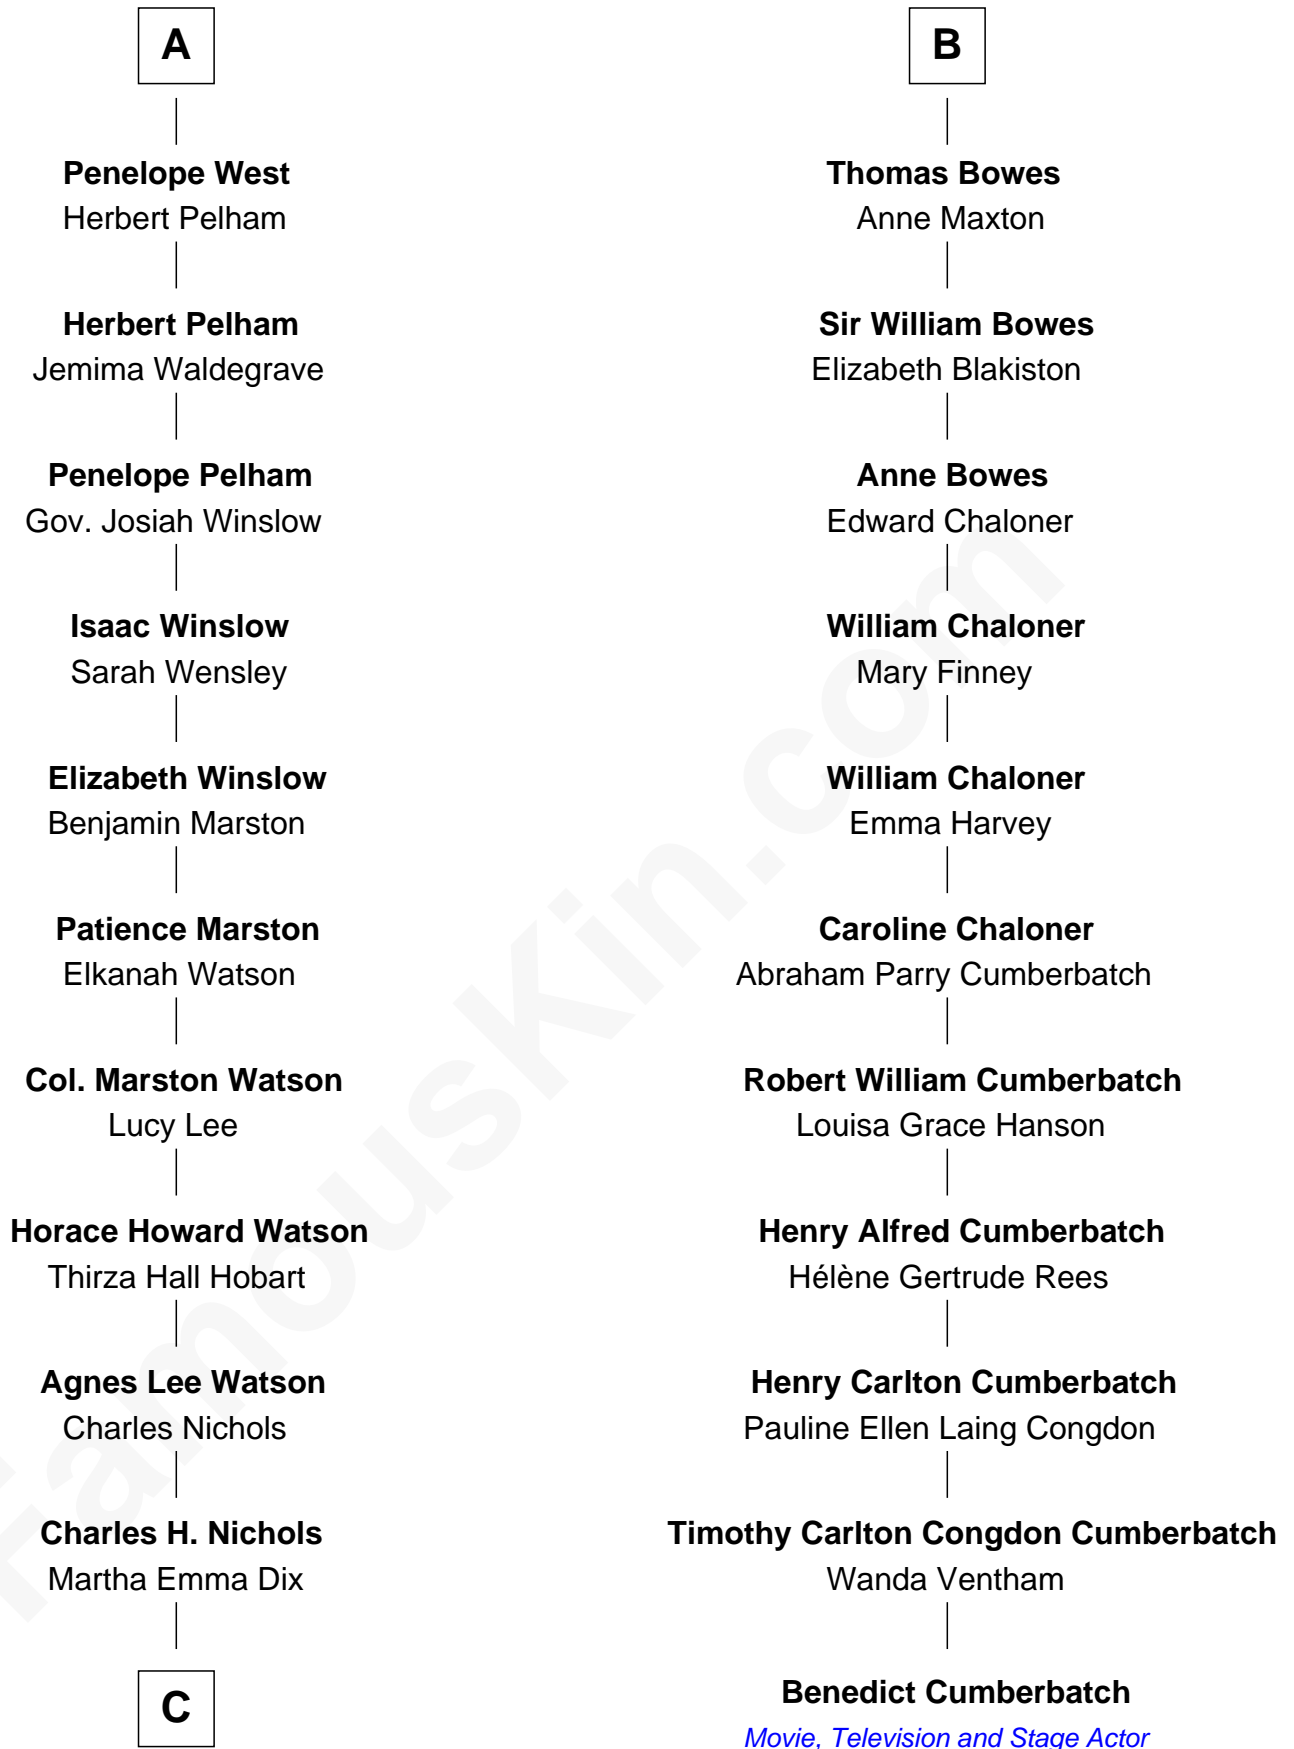 A
Penelope West
Herbert Pelham
Herbert Pelham
Jemima Waldegrave
Penelope Pelham
Gov. Josiah Winslow
Isaac Winslow
Sarah Wensley
Elizabeth Winslow
Benjamin Marston
Patience Marston
Elkanah Watson
Col. Marston Watson
Lucy Lee
Horace Howard Watson
Thirza Hall Hobart
Agnes Lee Watson
Charles Nichols
Charles H. Nichols
Martha Emma Dix
C
B
Thomas Bowes
Anne Maxton
Sir William Bowes
Elizabeth Blakiston
Anne Bowes
Edward Chaloner
William Chaloner
Mary Finney
William Chaloner
Emma Harvey
Caroline Chaloner
Abraham Parry Cumberbatch
Robert William Cumberbatch
Louisa Grace Hanson
Henry Alfred Cumberbatch
Hélène Gertrude Rees
Henry Carlton Cumberbatch
Pauline Ellen Laing Congdon
Timothy Carlton Congdon Cumberbatch
Wanda Ventham
Benedict Cumberbatch
Movie, Television and Stage Actor
FamousKin.com